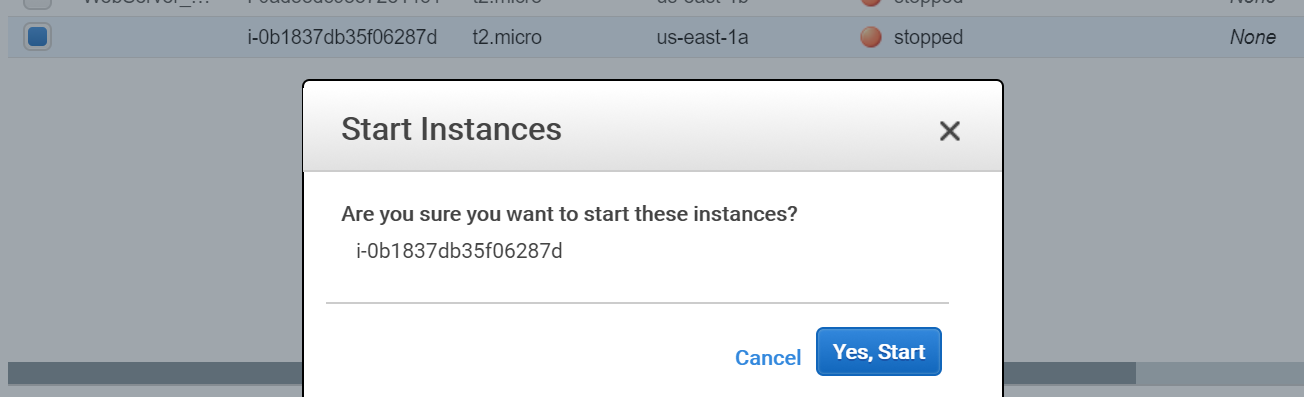 i-0b1837db35f06287d t2.micro us-east-1a stopped None
Start Instances
Are you sure you want to start these instances?
i-0b1837db35f06287d
Cancel Yes, Start